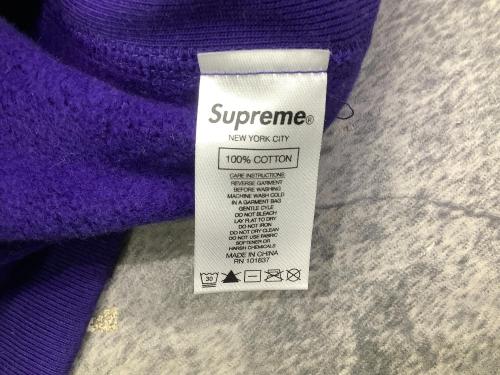 Supreme®
NEW YORK CITY
100% COTTON
CARE INSTRUCTIONS:
REVERSE GARMENT
BEFORE WASHING
MACHINE WASH COLD
IN A GARMENT BAG
GENTLE CYLE
DO NOT BLEACH
LAY FLAT TO DRY
DO NOT IRON
DO NOT DRY CLEAN
DO NOT USE FABRIC
SOFTENER OR
HARSH CHEMICALS
MADE IN CHINA
RN 101837
30